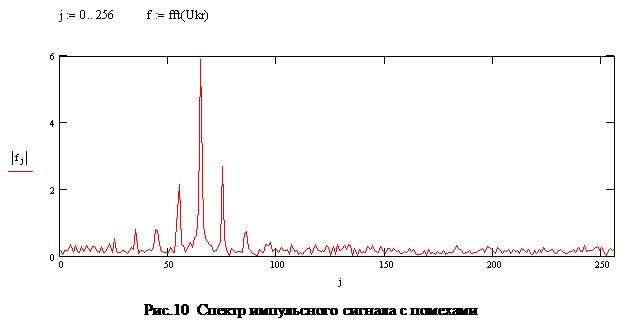 j := 0 .. 256 f := fft(Ukr)
6
4
|f j|
2
0
0 50 100 150 200 250
j
Рис.10 Спектр импульсного сигнала с помехами